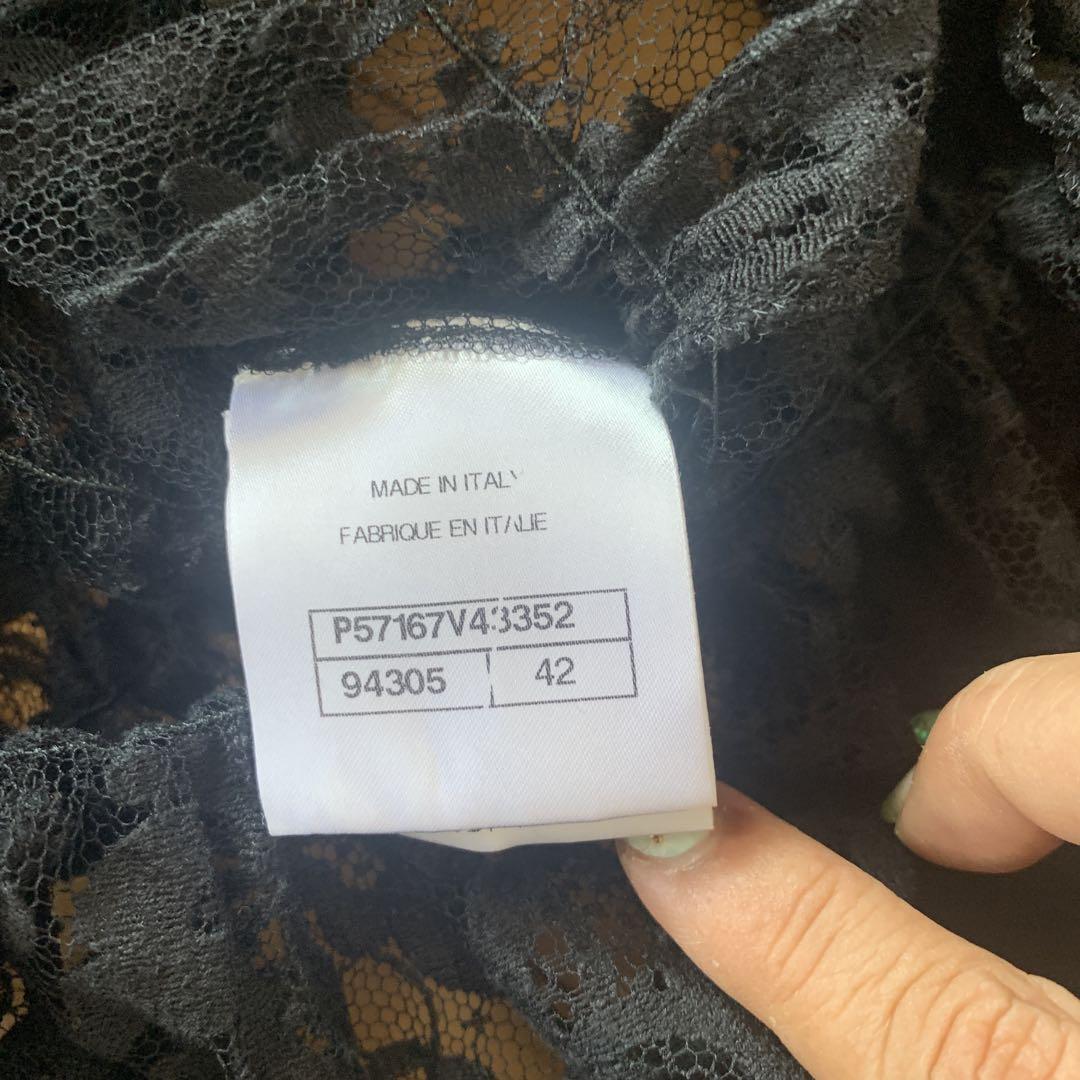 MADE IN ITALY
FABRIQUE EN ITALIE
P57167V43352
94305 42